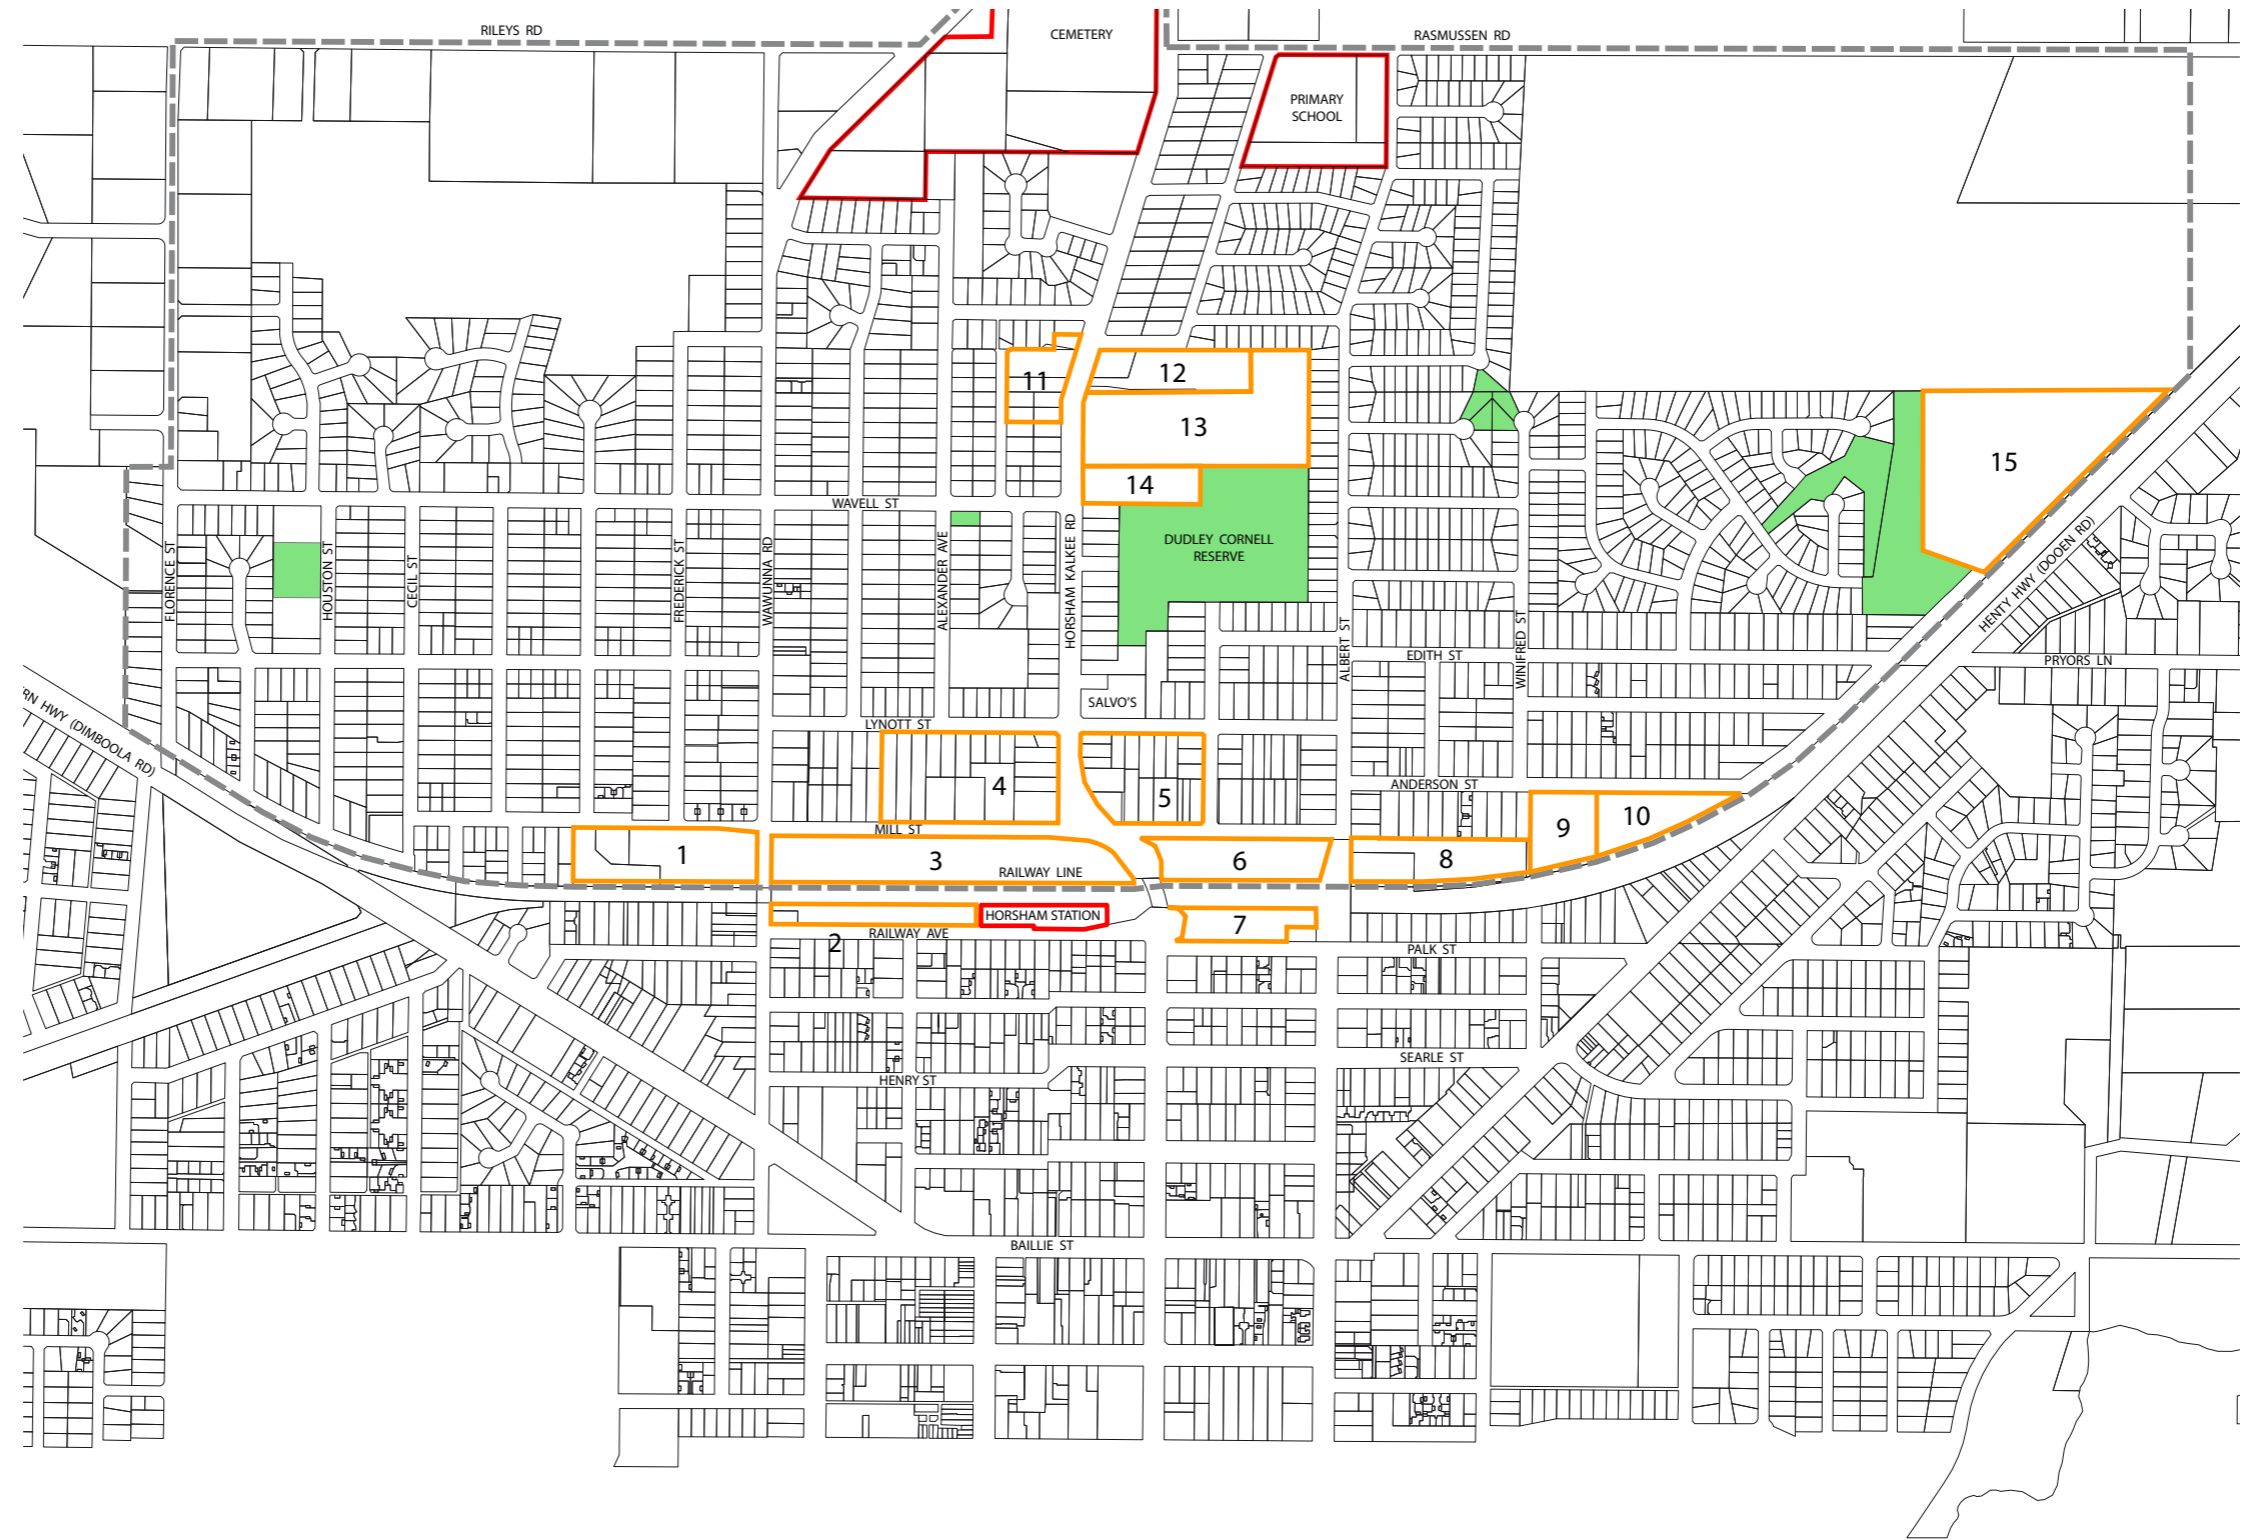 RILEYS RD
CEMETERY
RASMUSSEN RD
PRIMARY
SCHOOL
11
12
13
14
15
WAVELL ST
DUDLEY CORNELL
RESERVE
FLORENCE ST
HOUSTON ST
CECIL ST
FREDERICK ST
WAWUNNA RD
ALEXANDER AVE
HORSHAM KALKEE RD
ALBERT ST
WINIFRED ST
HENTY HWY (DOOEN RD)
EDITH ST
PRYORS LN
SALVO'S
RN HWY (DIMBOOLA RD)
LYNOTT ST
4
5
ANDERSON ST
MILL ST
1
3
RAILWAY LINE
6
8
9
10
HORSHAM STATION
2
RAILWAY AVE
7
PALK ST
SEARLE ST
HENRY ST
BAILLIE ST